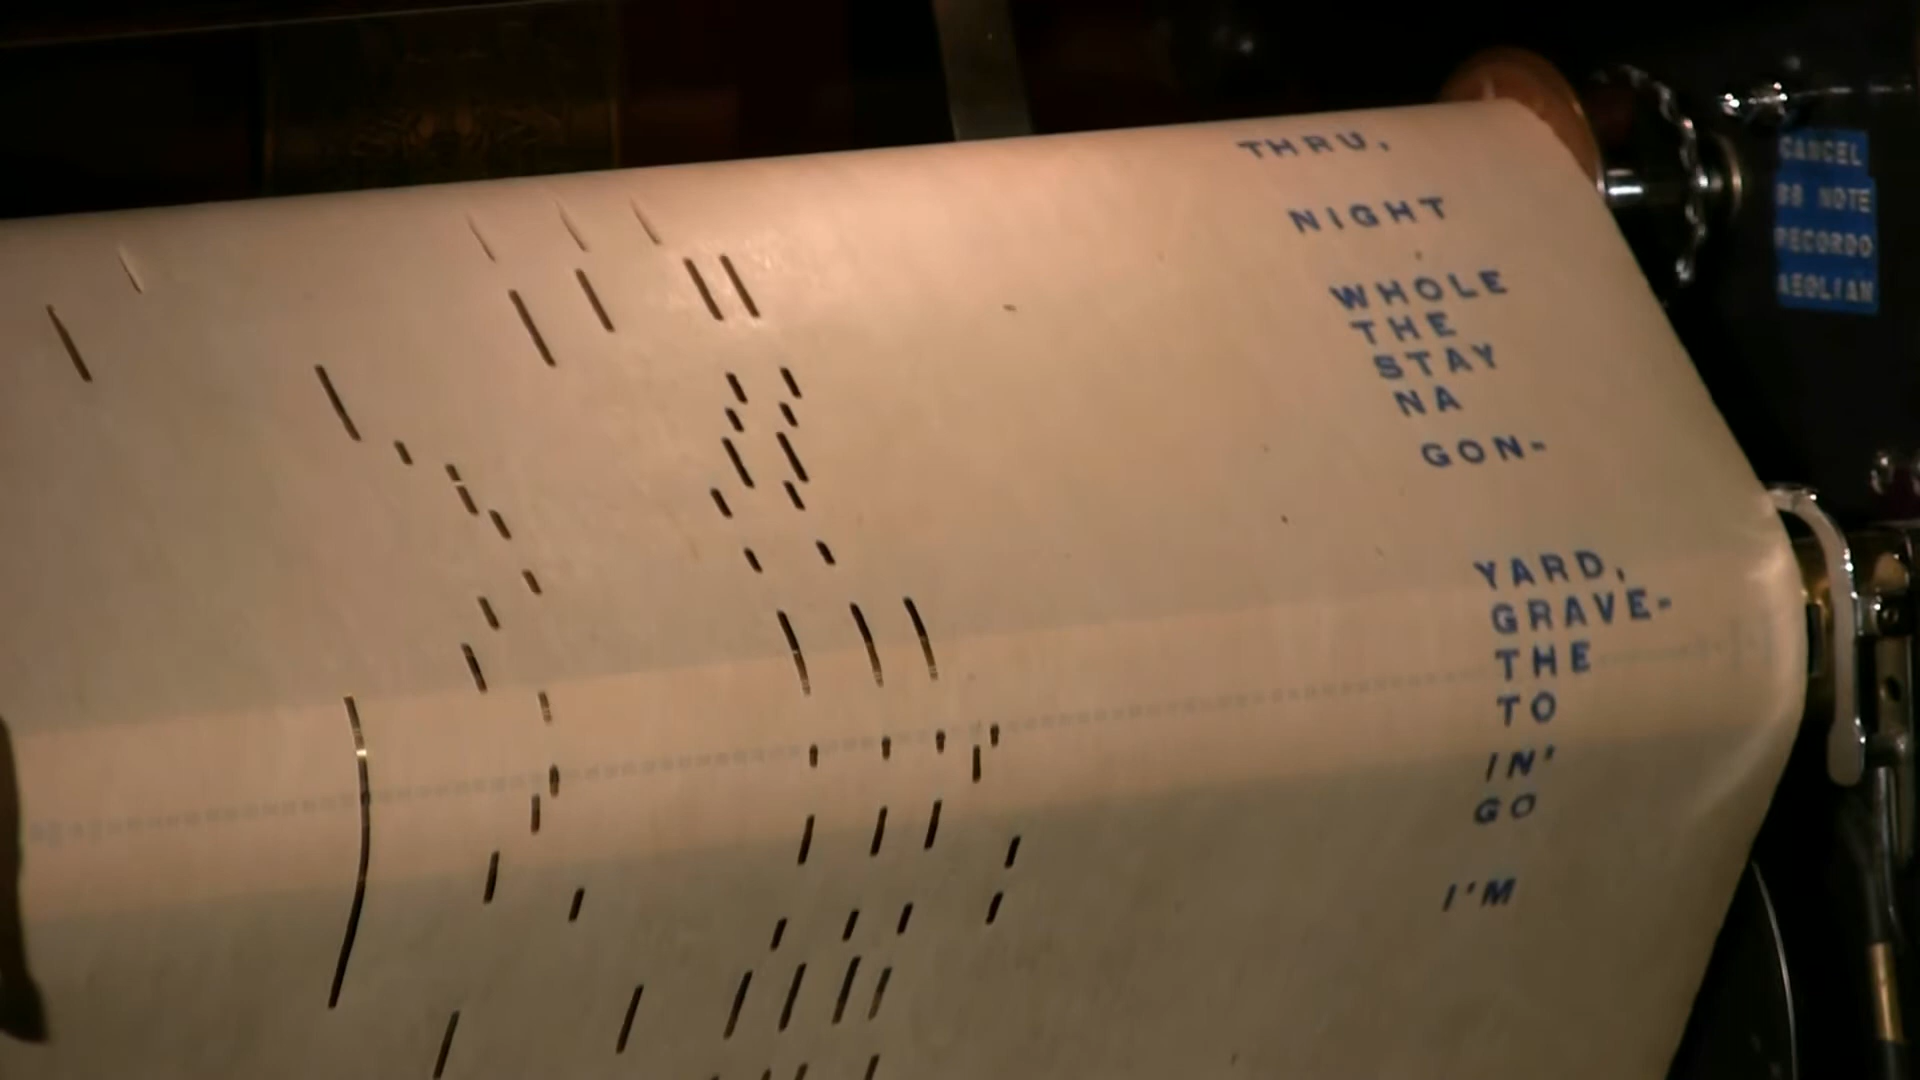 THRU,
NIGHT
WHOLE
THE
STAY
NA
GON-
YARD,
GRAVE-
THE
TO
IN'
GO
I'M
CANCEL
88 NOTE
RECORDO
AEOLIAN